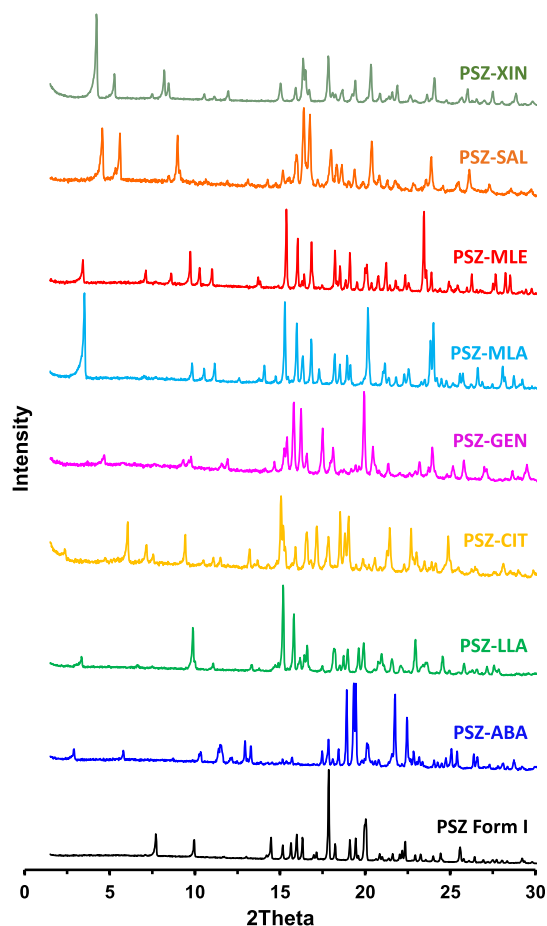 PSZ-XIN
PSZ-SAL
PSZ-MLE
PSZ-MLA
PSZ-GEN
PSZ-CIT
PSZ-LLA
PSZ-ABA
PSZ Form I
Intensity
0 5 10 15 20 25 30
2Theta